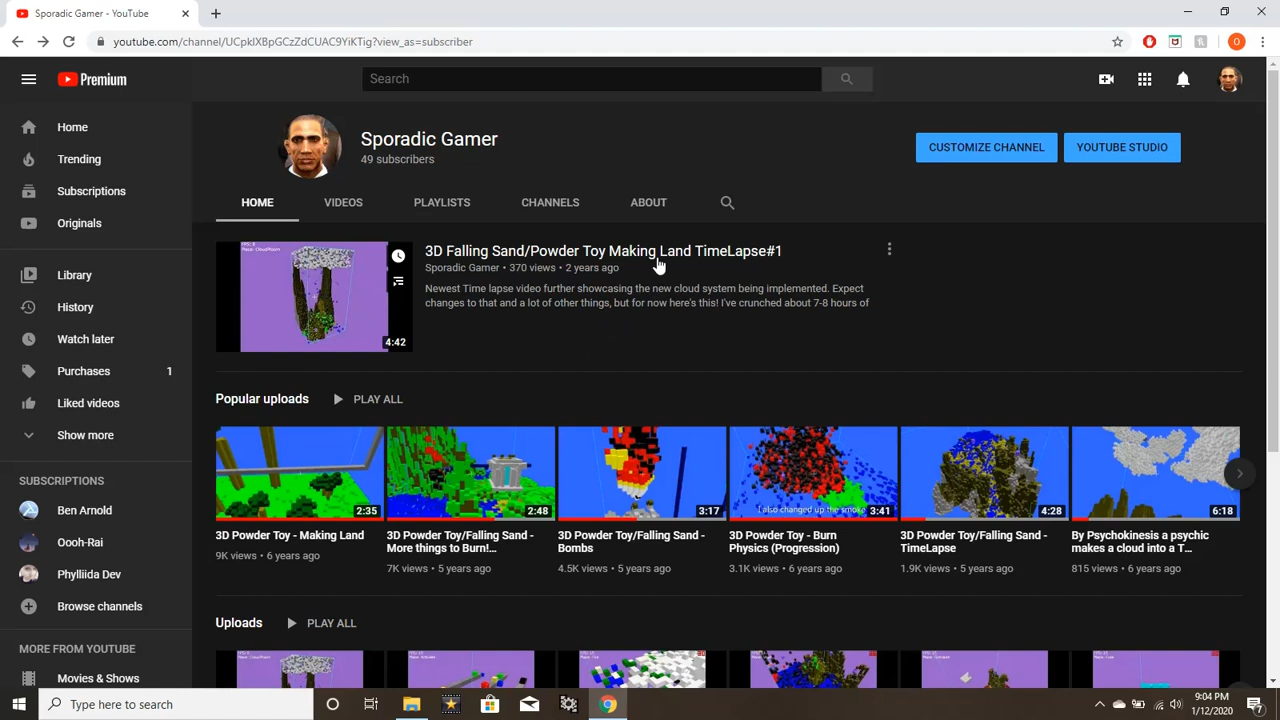 Sporadic Gamer - YouTube
youtube.com/channel/UCpkIXBpGCzZdCUAC9YiKTig?view_as=subscriber
O
Premium
Search
Home
Trending
Subscriptions
Originals
Library
History
Watch later
Purchases 1
Liked videos
Show more
SUBSCRIPTIONS
Ben Arnold
Oooh-Rai
Phylliida Dev
Browse channels
MORE FROM YOUTUBE
Movies & Shows
Sporadic Gamer
49 subscribers
CUSTOMIZE CHANNEL
YOUTUBE STUDIO
HOME VIDEOS PLAYLISTS CHANNELS ABOUT
4:42
3D Falling Sand/Powder Toy Making Land TimeLapse#1
Sporadic Gamer • 370 views • 2 years ago
Newest Time lapse video further showcasing the new cloud system being implemented. Expect
changes to that and a lot of other things, but for now here's this! I've crunched about 7-8 hours of
Popular uploads PLAY ALL
2:35
3D Powder Toy - Making Land
9K views • 6 years ago
2:48
3D Powder Toy/Falling Sand -
More things to Burn!...
7K views • 5 years ago
3:17
3D Powder Toy/Falling Sand -
Bombs
4.5K views • 5 years ago
I also changed up the smoke
3:41
3D Powder Toy - Burn
Physics (Progression)
3.1K views • 6 years ago
4:28
3D Powder Toy/Falling Sand -
TimeLapse
1.9K views • 5 years ago
6:18
By Psychokinesis a psychic
makes a cloud into a T...
815 views • 6 years ago
Uploads PLAY ALL
Type here to search
9:04 PM
1/12/2020